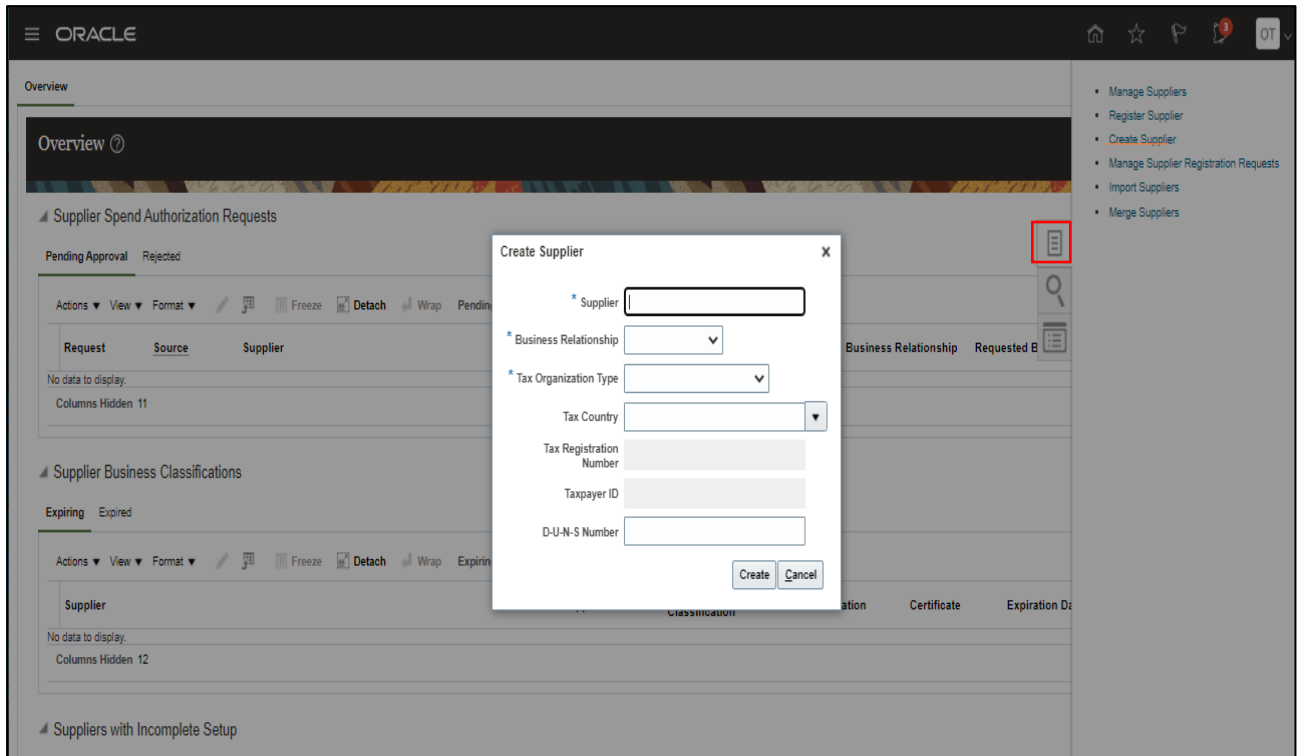 ORACLE
3
OT
Overview
Overview
Supplier Spend Authorization Requests
Pending Approval Rejected
Actions View Format Freeze Detach Wrap
Request Source Supplier Business Relationship Requested B
No data to display.
Columns Hidden 11
Supplier Business Classifications
Expiring Expired
Actions View Format Freeze Detach Wrap
Supplier Classification Certificate
No data to display.
Columns Hidden 12
Suppliers with Incomplete Setup
Create Supplier X
* Supplier
* Business Relationship
* Tax Organization Type
Tax Country
Tax Registration
Number
Taxpayer ID
D-U-N-S Number
Create Cancel
• Manage Suppliers
• Register Supplier
• Create Supplier
• Manage Supplier Registration Requests
• Import Suppliers
• Merge Suppliers